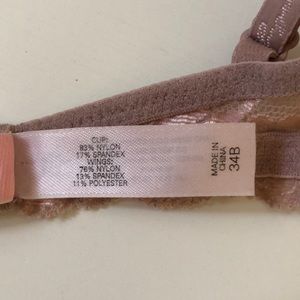 CUP:
83% NYLON
17% SPANDEX
WINGS:
76% NYLON
13% SPANDEX
11% POLYESTER
MADE IN
CHINA
34B